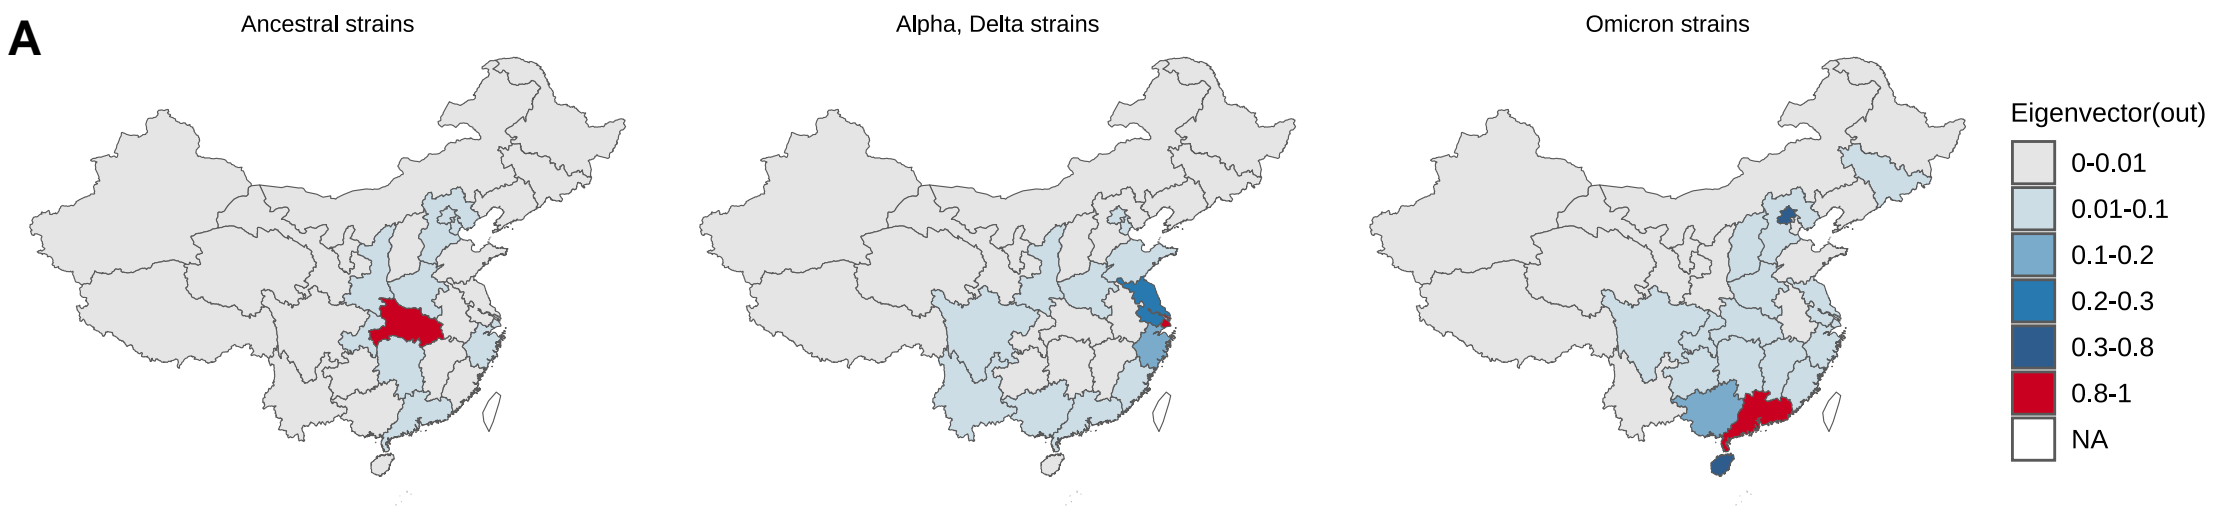 A
Ancestral strains
Alpha, Delta strains
Omicron strains
Eigenvector(out)
0-0.01
0.01-0.1
0.1-0.2
0.2-0.3
0.3-0.8
0.8-1
NA